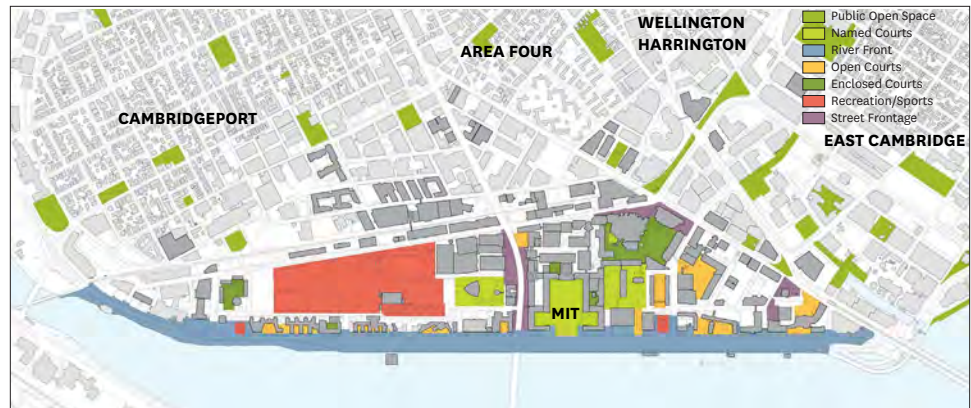 WELLINGTON
HARRINGTON
AREA FOUR
CAMBRIDGEPORT
EAST CAMBRIDGE
MIT
Public Open Space
Named Courts
River Front
Open Courts
Enclosed Courts
Recreation/Sports
Street Frontage